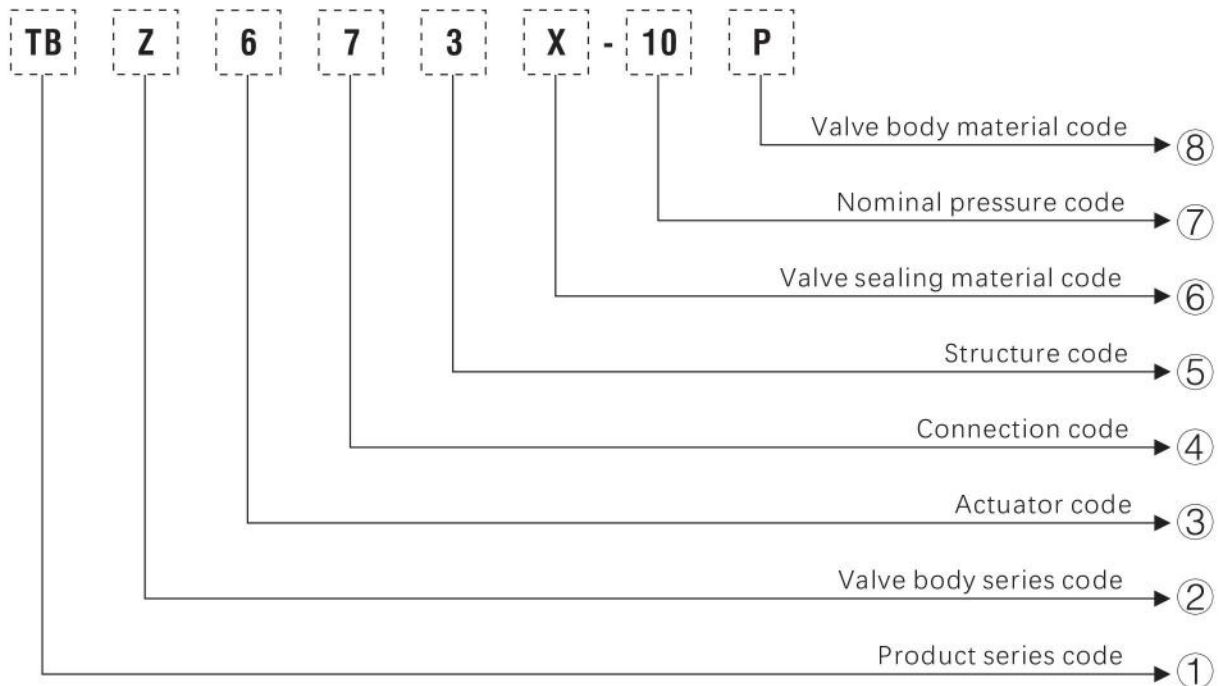 TB Z 6 7 3 X - 10 P
Valve body material code ⑧
Nominal pressure code ⑦
Valve sealing material code ⑥
Structure code ⑤
Connection code ④
Actuator code ③
Valve body series code ②
Product series code ①